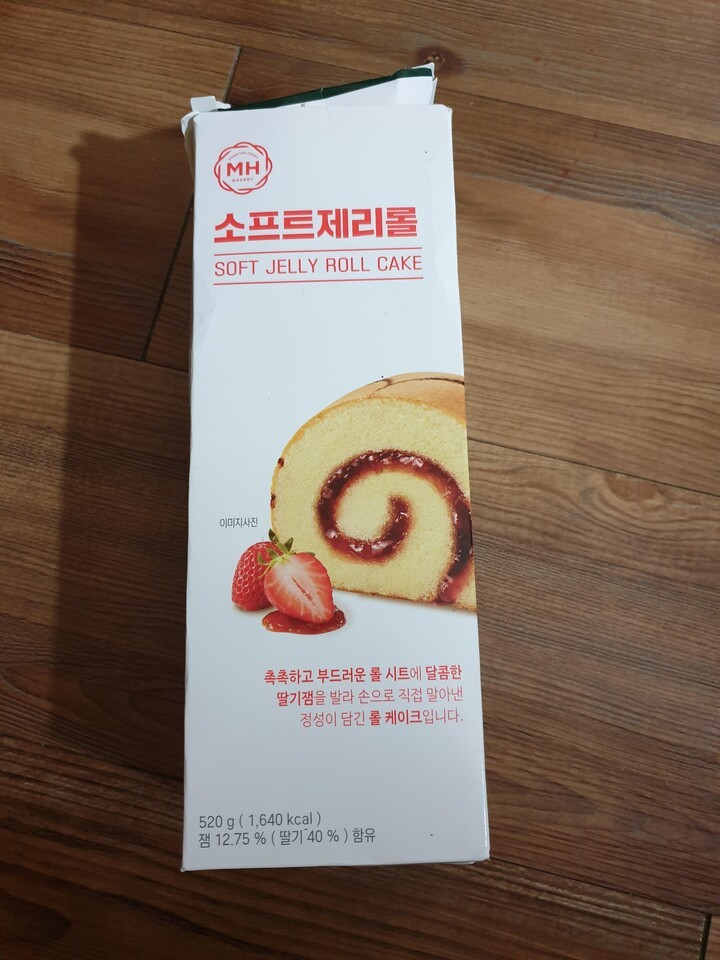 MH
BAKERY
소프트제리롤
SOFT JELLY ROLL CAKE
이미지사진
촉촉하고 부드러운 롤 시트에 달콤한
딸기잼을 발라 손으로 직접 말아낸
정성이 담긴 롤 케이크입니다.
520 g ( 1,640 kcal )
잼 12.75 % ( 딸기 40 % ) 함유